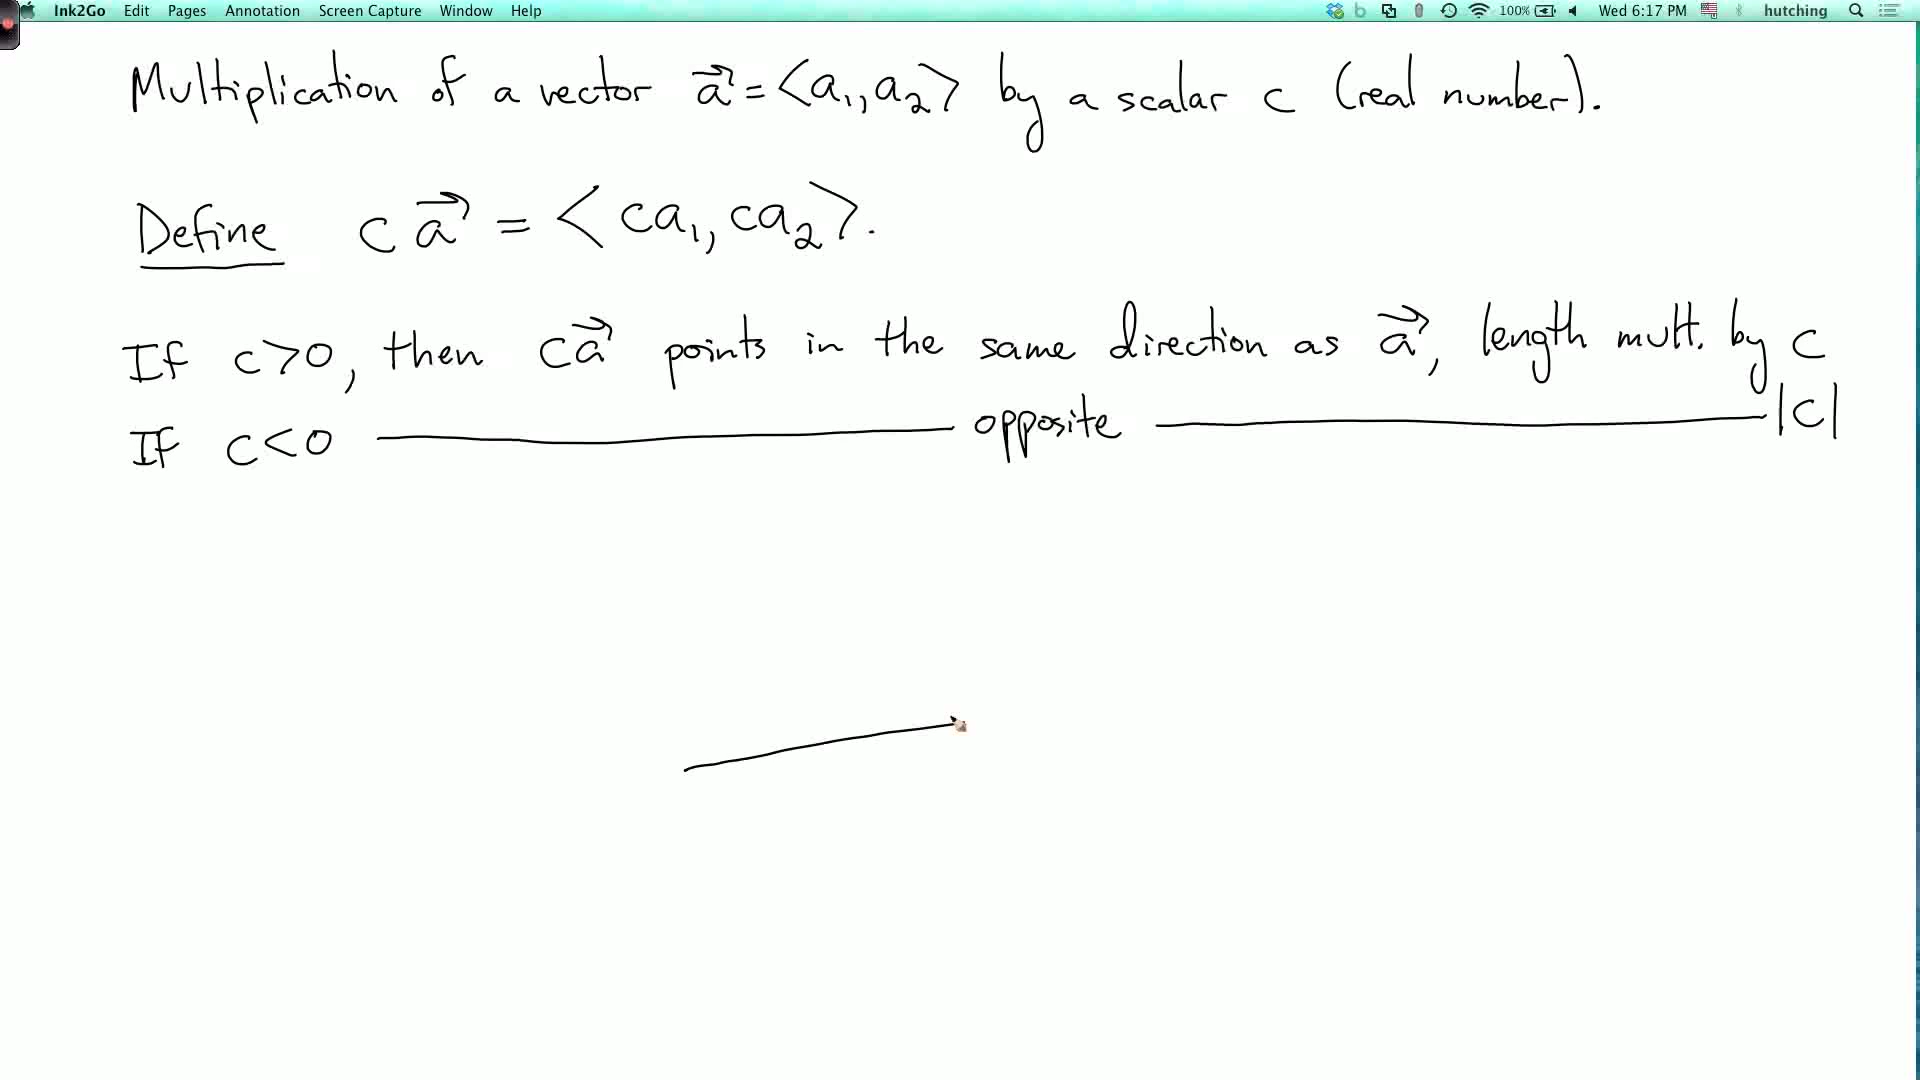 Ink2Go Edit Pages Annotation Screen Capture Window Help 100% Wed 6:17 PM hutching
Multiplication of a vector a⃗ = <a₁, a₂> by a scalar c (real number).
Define c a⃗ = <ca₁, ca₂>.
If c>0, then ca⃗ points in the same direction as a⃗, length mult. by c
If c<0 ——— opposite ——— |c|